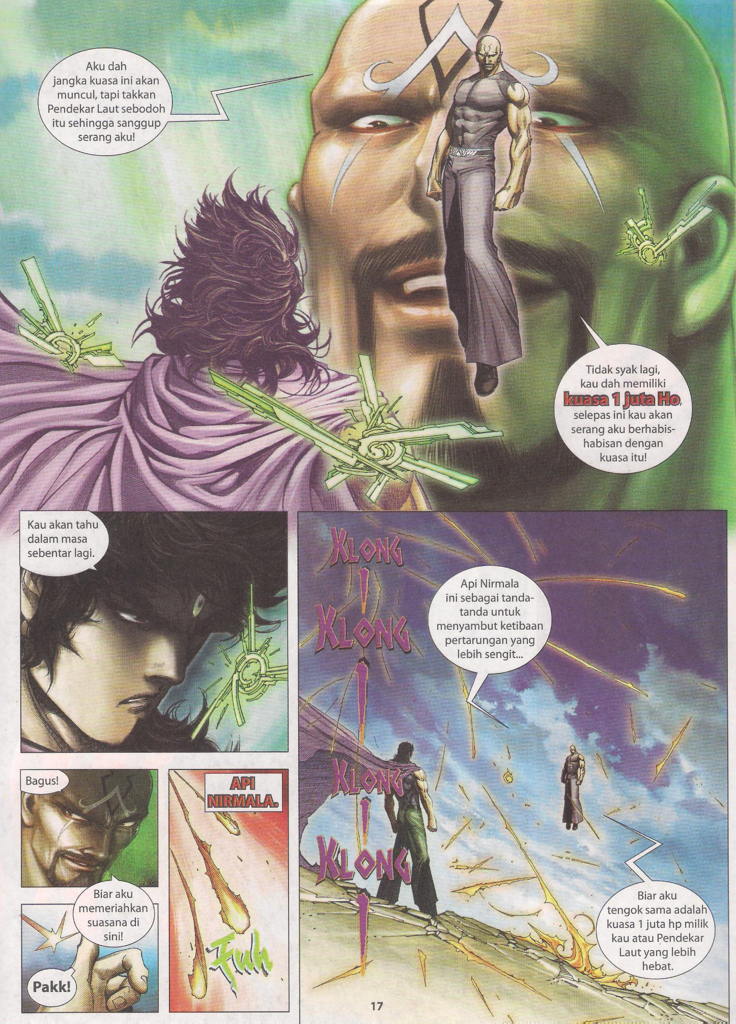 Aku dah
jangka kuasa ini akan
muncul, tapi takkan
Pendekar Laut sebodoh
itu sehingga sanggup
serang aku!
Tidak syak lagi,
kau dah memiliki
kuasa 1 juta Ho
selepas ini kau akan
serang aku berhabis-
habisan dengan
kuasa itu!
Kau akan tahu
dalam masa
sebentar lagi.
KLONG
!
KLONG
!
KLONG
!
KLONG
!
Api Nirmala
ini sebagai tanda-
tanda untuk
menyambut ketibaan
pertarungan yang
lebih sengit...
Bagus!
Biar aku
memeriahkan
suasana di
sini!
Pakk!
API
NIRMALA.
Fuh
Biar aku
tengok sama adalah
kuasa 1 juta hp milik
kau atau Pendekar
Laut yang lebih
hebat.
17